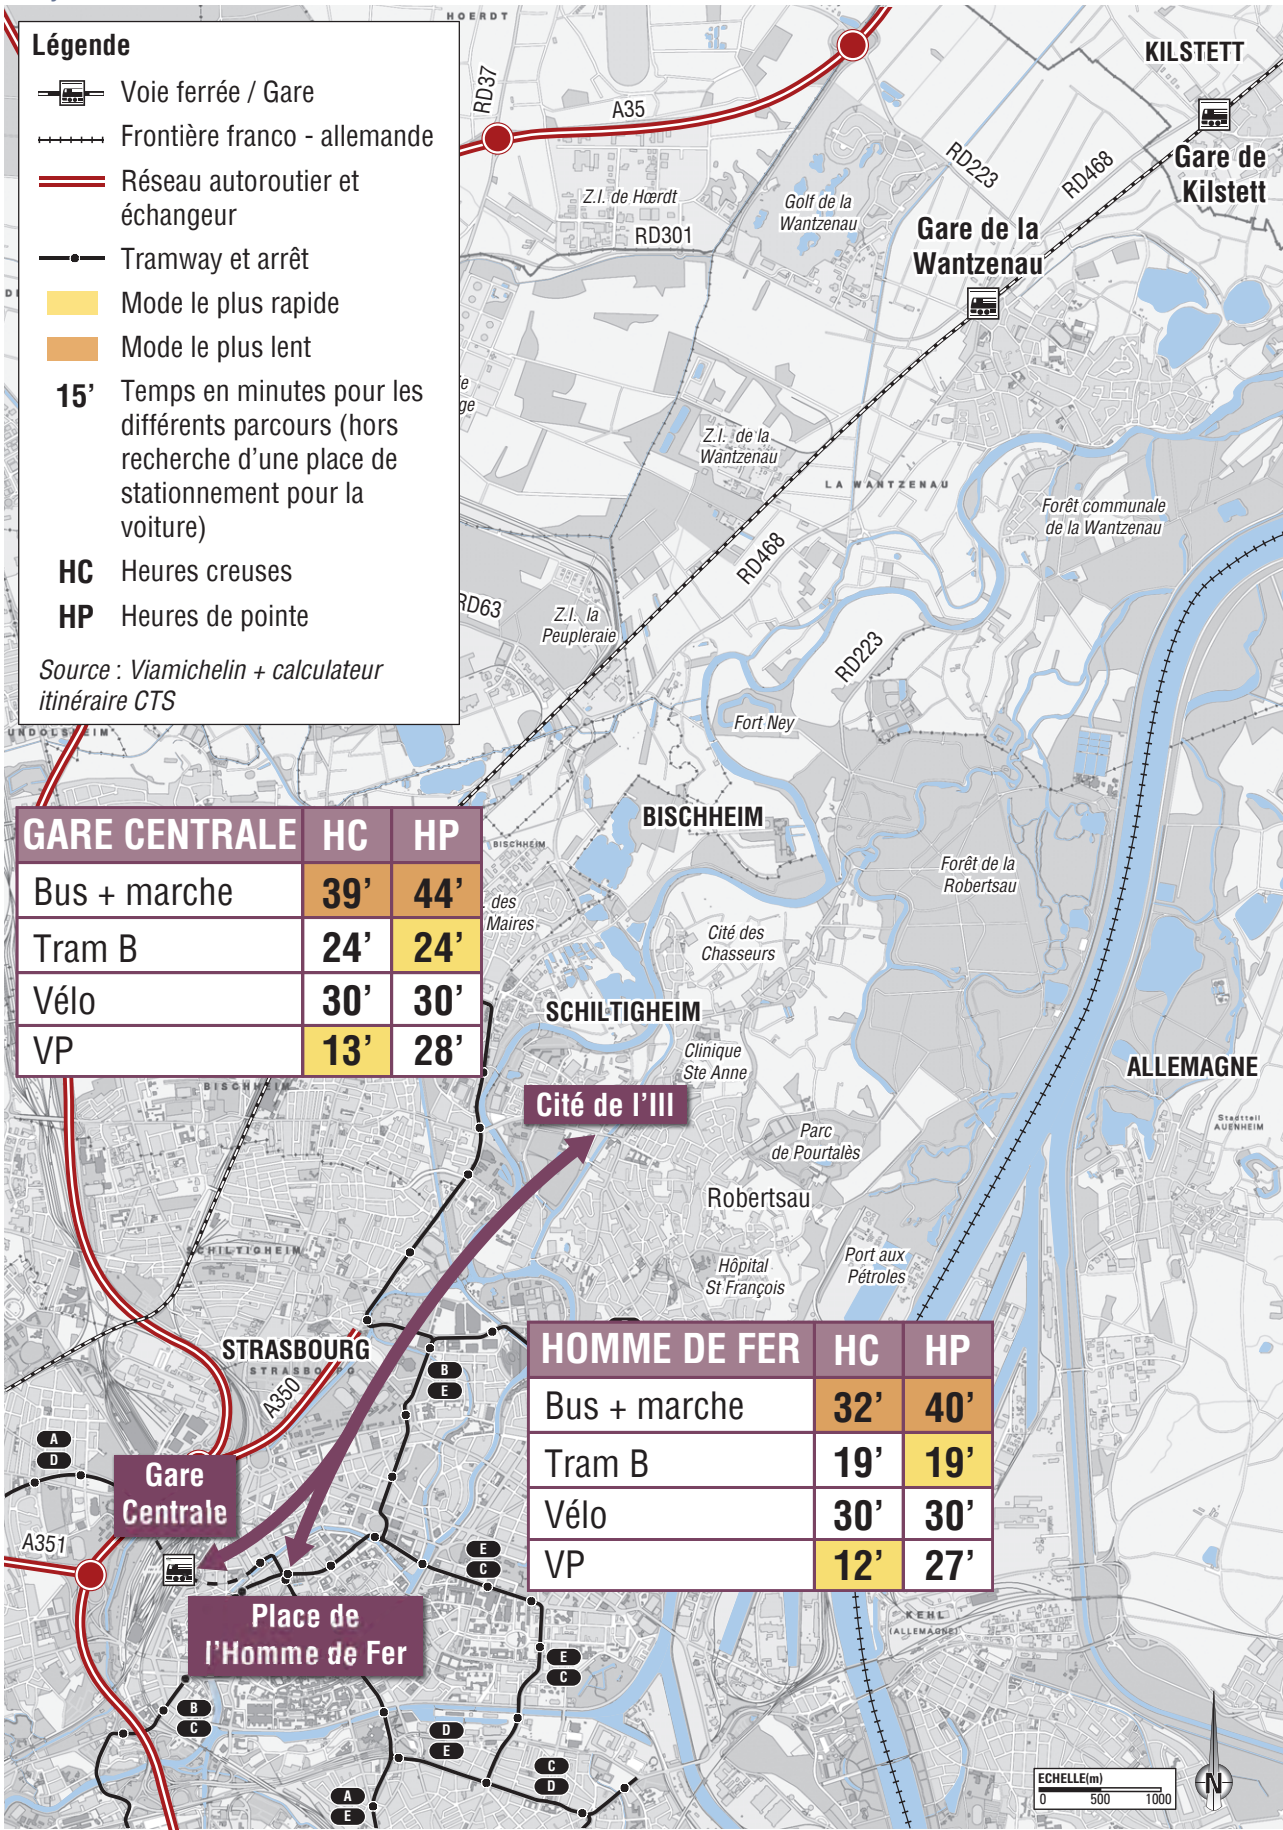 HOERDT
Légende
Voie ferrée / Gare
Frontière franco - allemande
Réseau autoroutier et
échangeur
Tramway et arrêt
Mode le plus rapide
Mode le plus lent
15’ Temps en minutes pour les
différents parcours (hors
recherche d’une place de
stationnement pour la
voiture)
HC Heures creuses
HP Heures de pointe
Source : Viamichelin + calculateur
itinéraire CTS
KILSTETT
RD37
A35
Gare de
Kilstett
RD223
RD468
Z.I. de Hœrdt
Golf de la
Wantzenau
RD301
Gare de la
Wantzenau
Z.I. de la
Wantzenau
LA WANTZENAU
Forêt communale
de la Wantzenau
RD468
RD63
Z.I. la
Peupleraie
RD223
Fort Ney
UNDOLSHEIM
BISCHHEIM
BISCHHEIM
Forêt de la
Robertsau
des
Maires
Cité des
Chasseurs
GARE CENTRALE HC HP
Bus + marche 39’ 44’
Tram B 24’ 24’
Vélo 30’ 30’
VP 13’ 28’
SCHILTIGHEIM
Clinique
Ste Anne
ALLEMAGNE
BISCHHEIM
Cité de l’Ill
Stadtteil
AUENHEIM
Parc
de Pourtalès
Robertsau
SCHILTIGHEIM
Hôpital
St François
Port aux
Pétroles
STRASBOURG
STRASBOURG
A350
B
E
HOMME DE FER HC HP
Bus + marche 32’ 40’
Tram B 19’ 19’
Vélo 30’ 30’
VP 12’ 27’
A
D
Gare
Centrale
A351
E
C
Place de
l’Homme de Fer
KEHL
(ALLEMAGNE)
E
C
B
C
D
E
C
D
A
E
ECHELLE(m)
0 500 1000
N